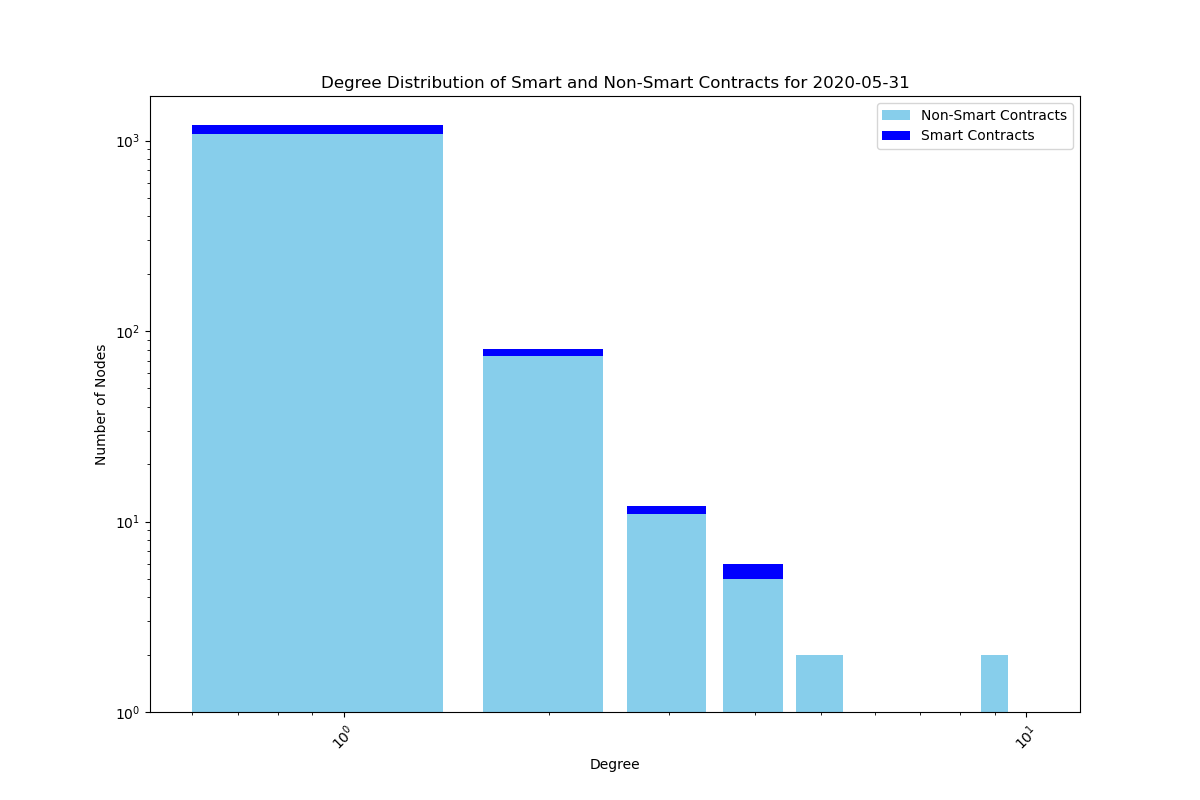 Degree Distribution of Smart and Non-Smart Contracts for 2020-05-31
Non-Smart Contracts
Smart Contracts
Number of Nodes
10³
10²
10¹
10⁰
10⁰
10¹
Degree